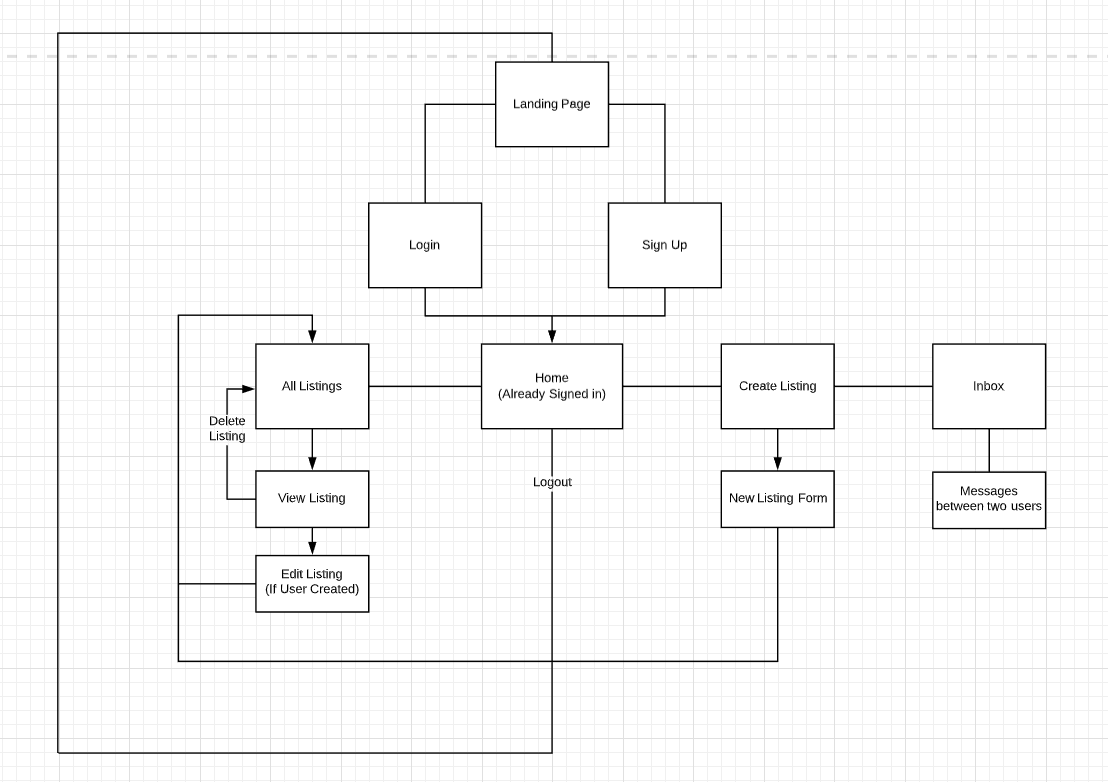 Landing Page
Login
Sign Up
All Listings
Home
(Already Signed in)
Create Listing
Inbox
Delete
Listing
View Listing
Logout
New Listing Form
Messages
between two users
Edit Listing
(If User Created)